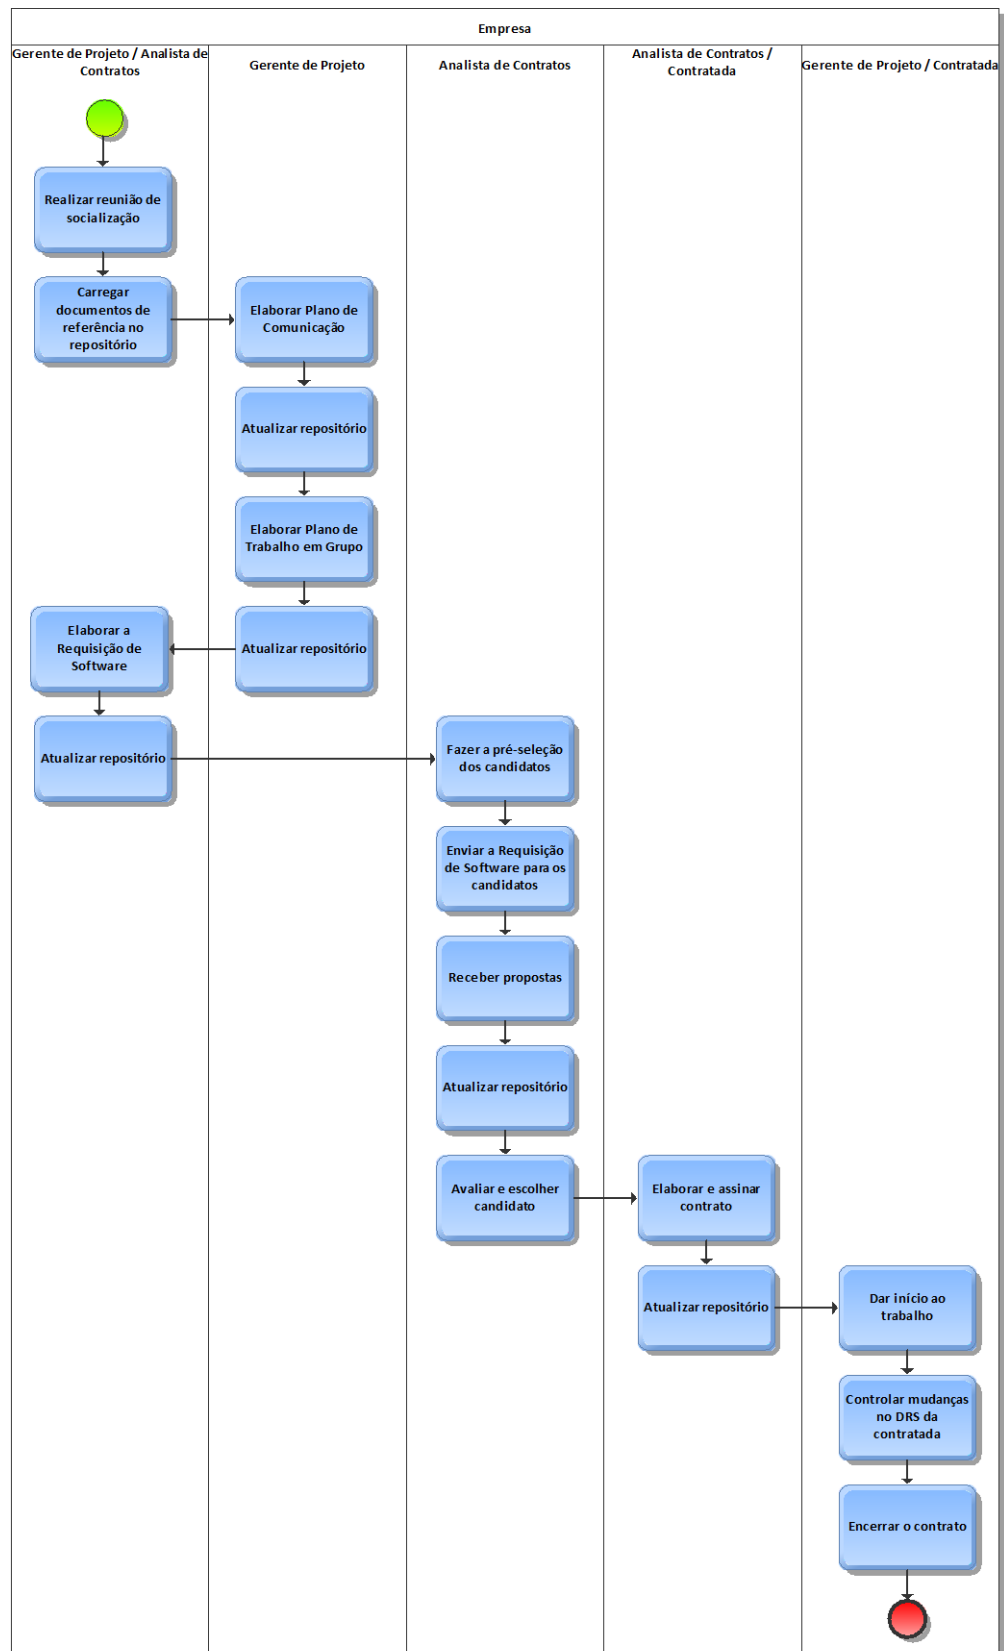 Empresa
Gerente de Projeto / Analista de
Contratos
Gerente de Projeto
Analista de Contratos
Analista de Contratos /
Contratada
Gerente de Projeto / Contratada
Realizar reunião de
socialização
Carregar
documentos de
referência no
repositório
Elaborar Plano de
Comunicação
Atualizar repositório
Elaborar Plano de
Trabalho em Grupo
Atualizar repositório
Elaborar a
Requisição de
Software
Atualizar repositório
Fazer a pré-seleção
dos candidatos
Enviar a Requisição
de Software para os
candidatos
Receber propostas
Atualizar repositório
Avaliar e escolher
candidato
Elaborar e assinar
contrato
Atualizar repositório
Dar início ao
trabalho
Controlar mudanças
no DRS da
contratada
Encerrar o contrato